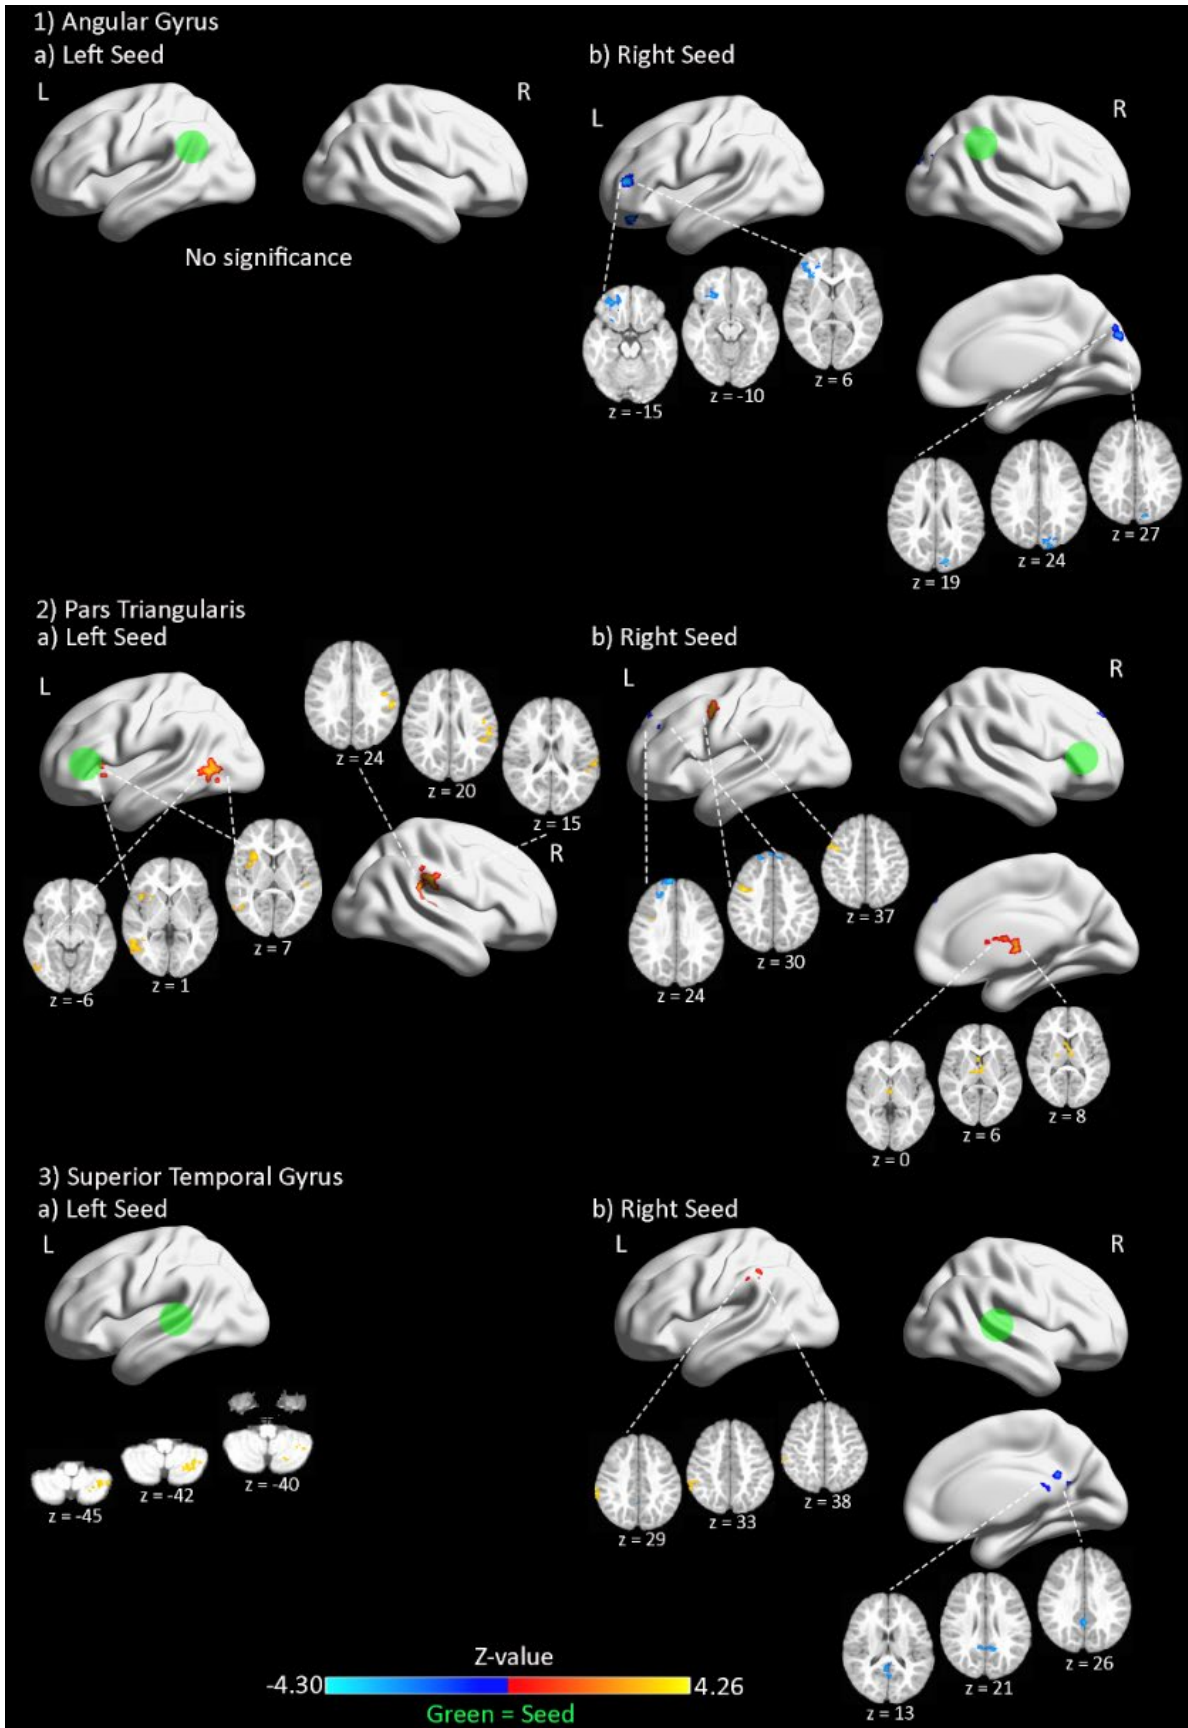 1) Angular Gyrus
a) Left Seed
b) Right Seed
L
R
L
R
No significance
z = -15
z = -10
z = 6
z = 19
z = 24
z = 27
2) Pars Triangularis
a) Left Seed
b) Right Seed
L
z = 24
z = 20
z = 15
R
z = -6
z = 1
z = 7
L
R
z = 24
z = 30
z = 37
z = 0
z = 6
z = 8
3) Superior Temporal Gyrus
a) Left Seed
b) Right Seed
L
L
R
z = -45
z = -42
z = -40
z = 29
z = 33
z = 38
z = 13
z = 21
z = 26
Z-value
-4.30 4.26
Green = Seed